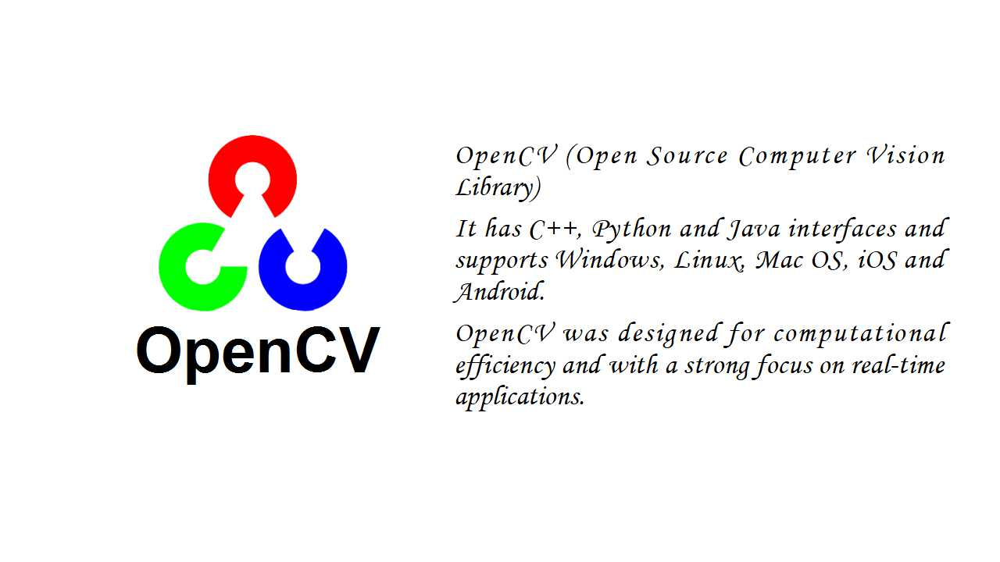 OpenCV
OpenCV (Open Source Computer Vision
Library)
It has C++, Python and Java interfaces and
supports Windows, Linux, Mac OS, iOS and
Android.
OpenCV was designed for computational
efficiency and with a strong focus on real-time
applications.